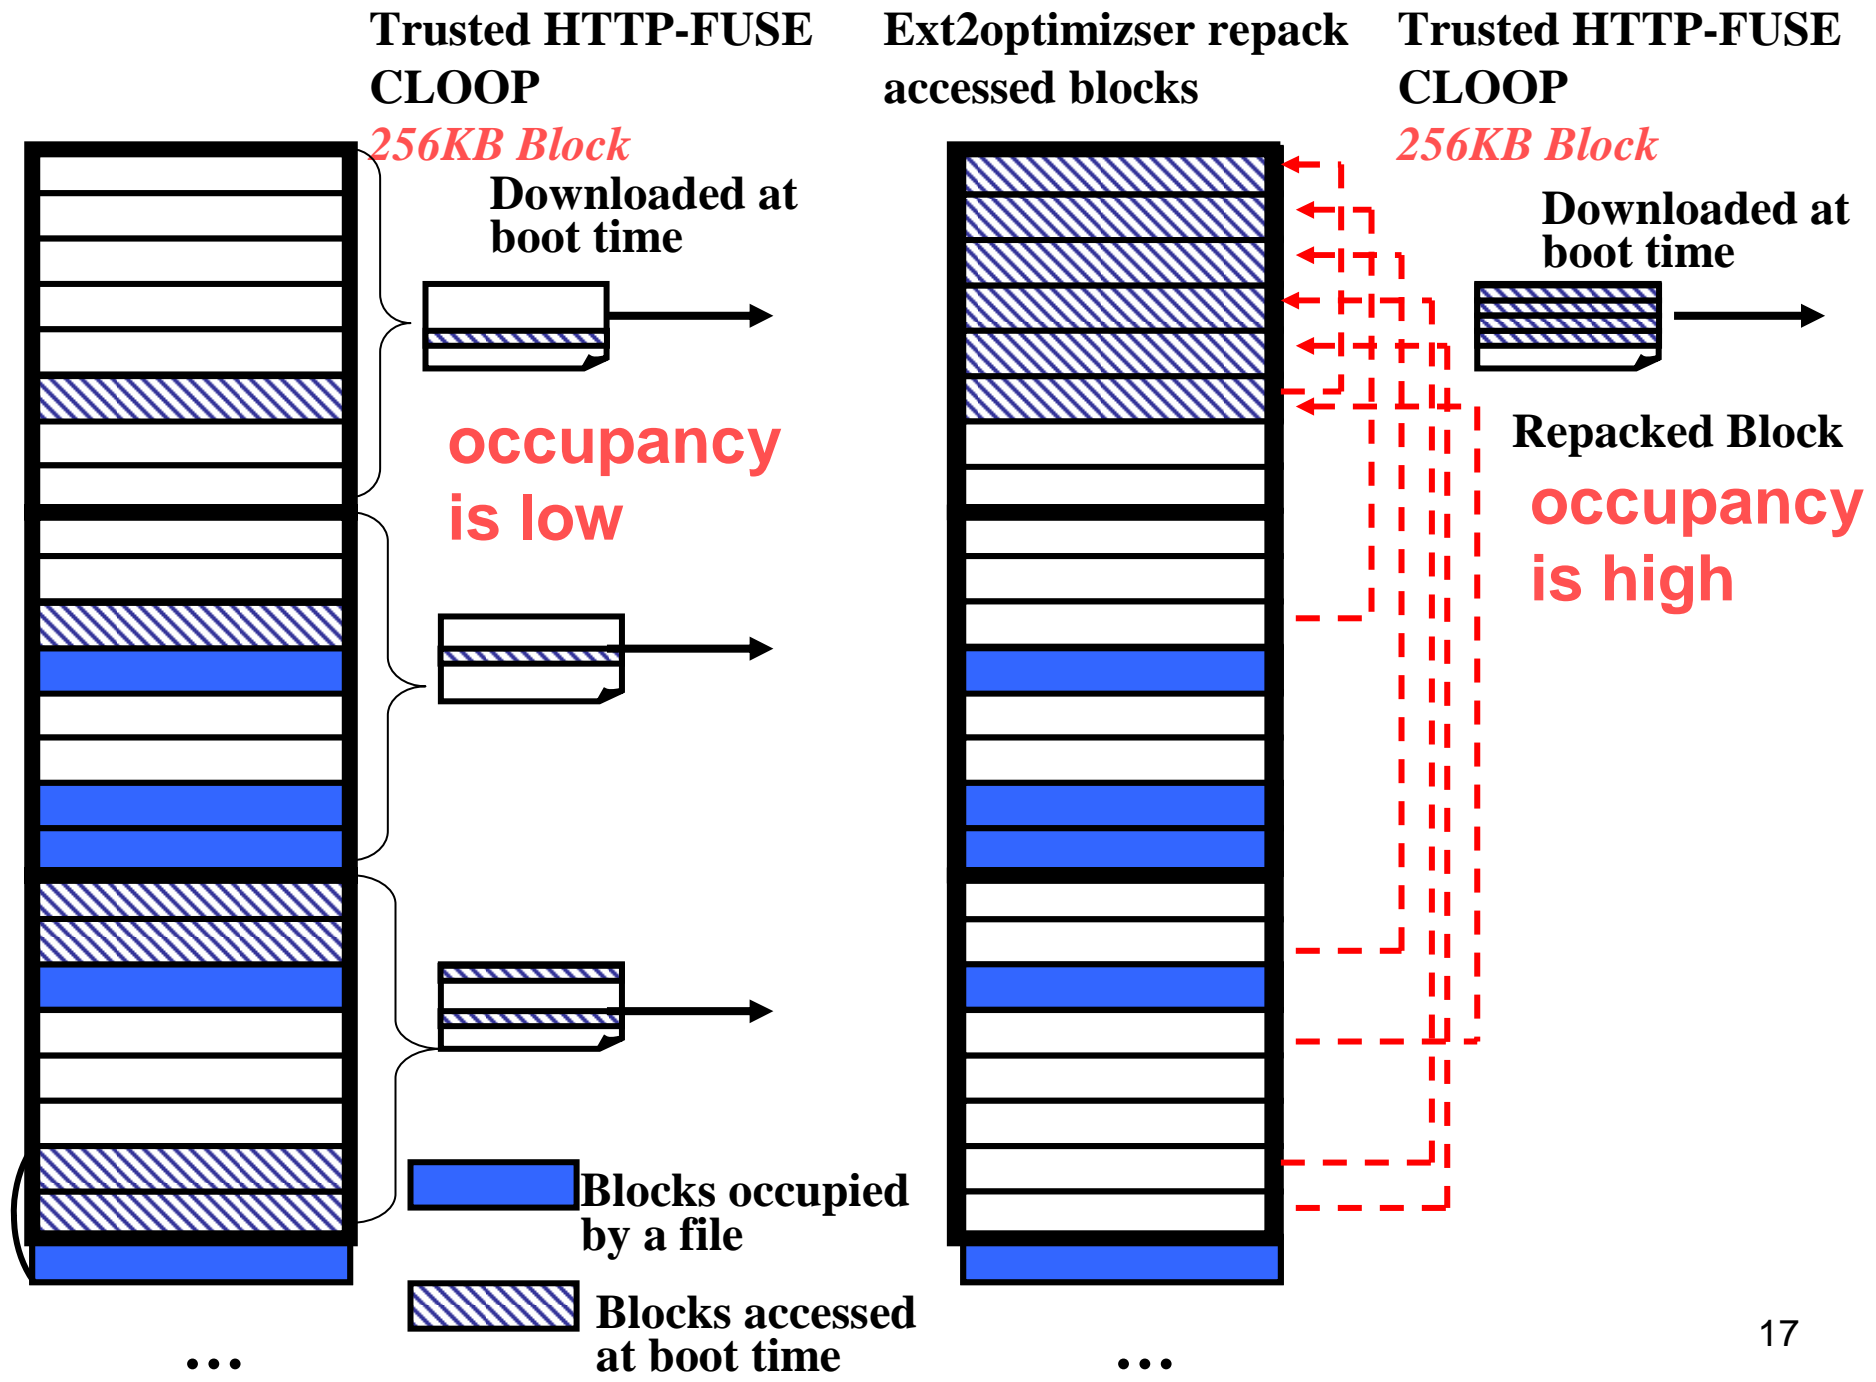 Trusted HTTP-FUSE
CLOOP
256KB Block
Downloaded at
boot time
occupancy
is low
Blocks occupied
by a file
Blocks accessed
at boot time
...
Ext2optimizser repack
accessed blocks
...
Trusted HTTP-FUSE
CLOOP
256KB Block
Downloaded at
boot time
Repacked Block
occupancy
is high
17